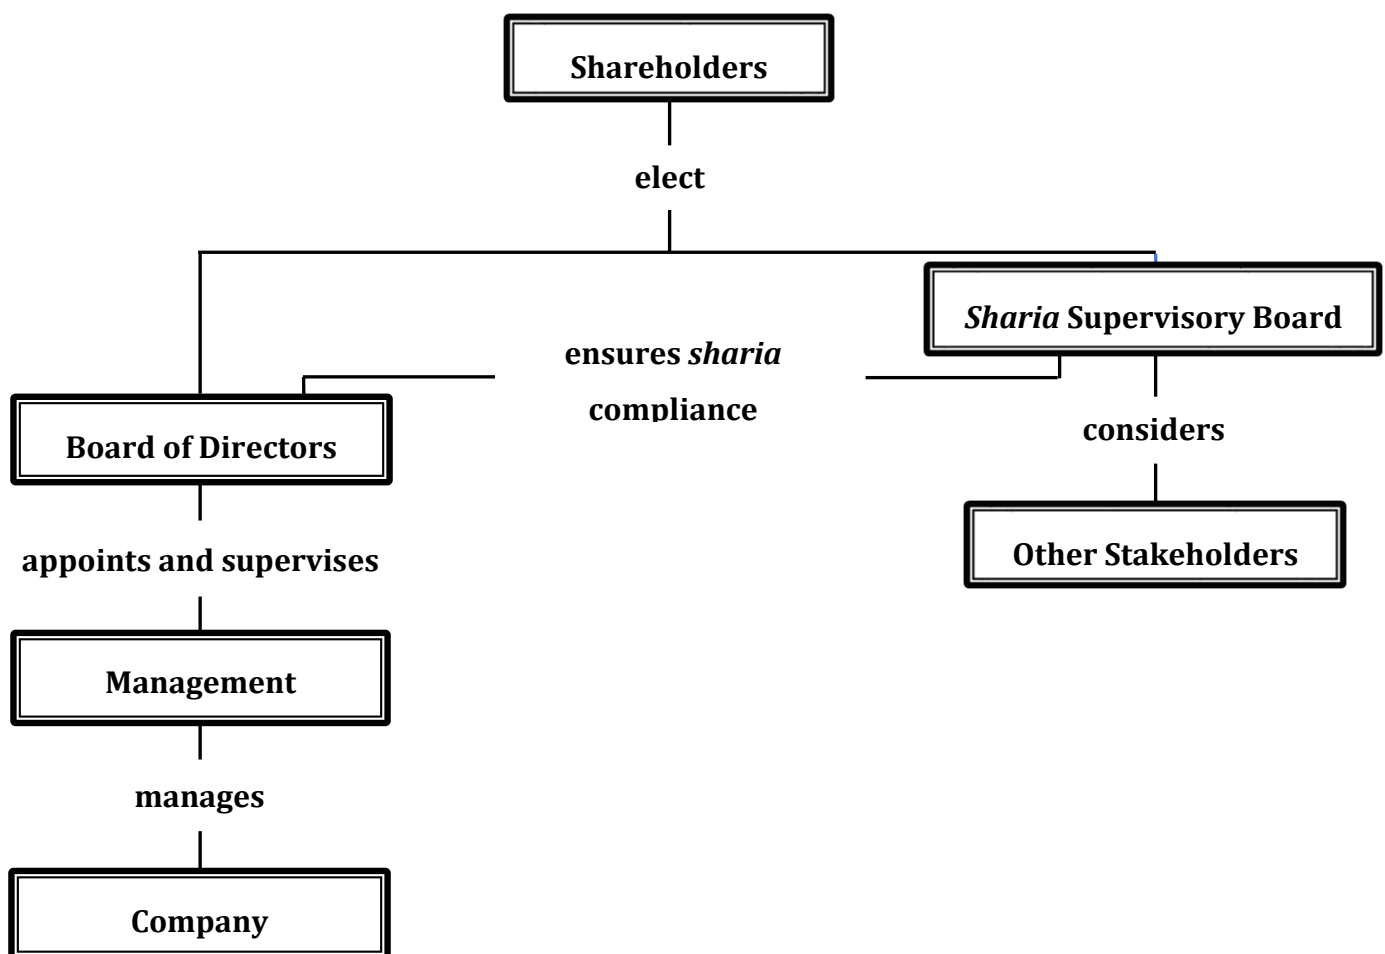 Shareholders
elect
Sharia Supervisory Board
ensures sharia
compliance
Board of Directors
considers
Other Stakeholders
appoints and supervises
Management
manages
Company